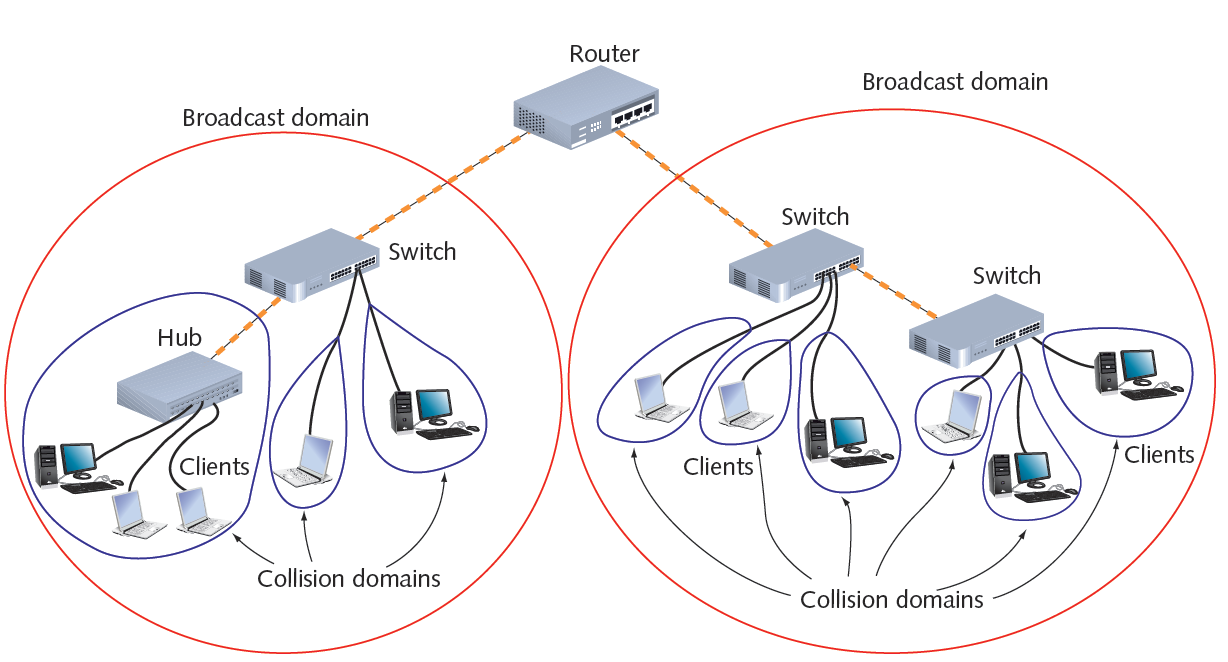 Router
Broadcast domain
Broadcast domain
Switch
Switch
Switch
Hub
Clients
Clients
Clients
Collision domains
Collision domains